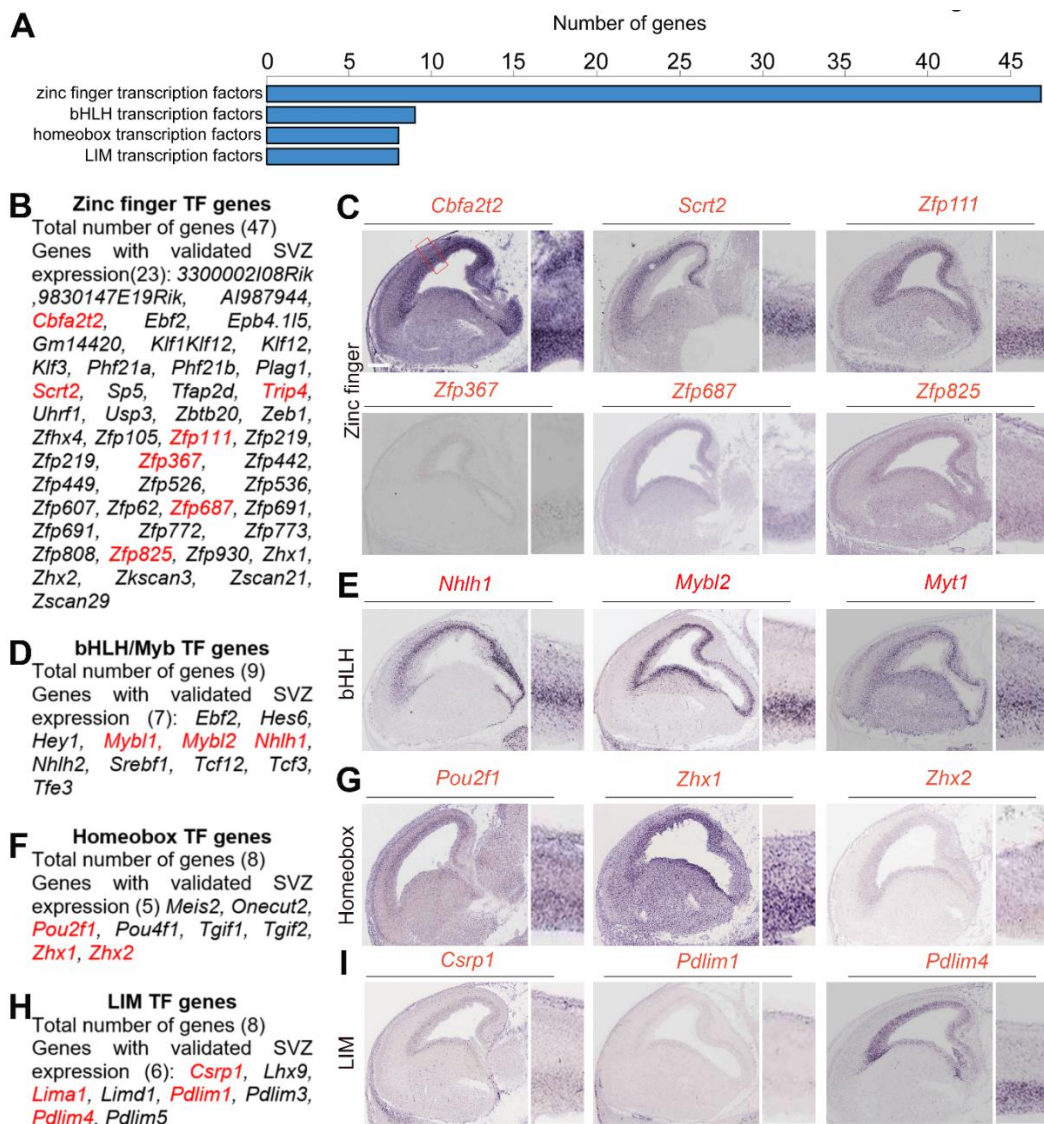 A
Number of genes
0 5 10 15 20 25 30 35 40 45
zinc finger transcription factors
bHLH transcription factors
homeobox transcription factors
LIM transcription factors
B
Zinc finger TF genes
Total number of genes (47)
Genes with validated SVZ
expression(23): 3300002I08Rik
,9830147E19Rik, AI987944,
Cbfa2t2, Ebf2, Epb4.1l5,
Gm14420, Klf1Klf12, Klf12,
Klf3, Phf21a, Phf21b, Plag1,
Scrt2, Sp5, Tfap2d, Trip4,
Uhrf1, Usp3, Zbtb20, Zeb1,
Zfhx4, Zfp105, Zfp111, Zfp219,
Zfp219, Zfp367, Zfp442,
Zfp449, Zfp526, Zfp536,
Zfp607, Zfp62, Zfp687, Zfp691,
Zfp691, Zfp772, Zfp773,
Zfp808, Zfp825, Zfp930, Zhx1,
Zhx2, Zkscan3, Zscan21,
Zscan29
C
Cbfa2t2 Scrt2 Zfp111
Zinc finger
Zfp367 Zfp687 Zfp825
D
bHLH/Myb TF genes
Total number of genes (9)
Genes with validated SVZ
expression (7): Ebf2, Hes6,
Hey1, Mybl1, Mybl2 Nhlh1,
Nhlh2, Srebf1, Tcf12, Tcf3,
Tfe3
E
Nhlh1 Mybl2 Myt1
bHLH
F
Homeobox TF genes
Total number of genes (8)
Genes with validated SVZ
expression (5) Meis2, Onecut2,
Pou2f1, Pou4f1, Tgif1, Tgif2,
Zhx1, Zhx2
G
Pou2f1 Zhx1 Zhx2
Homeobox
H
LIM TF genes
Total number of genes (8)
Genes with validated SVZ
expression (6): Csrp1, Lhx9,
Lima1, Limd1, Pdlim1, Pdlim3,
Pdlim4, Pdlim5
I
Csrp1 Pdlim1 Pdlim4
LIM